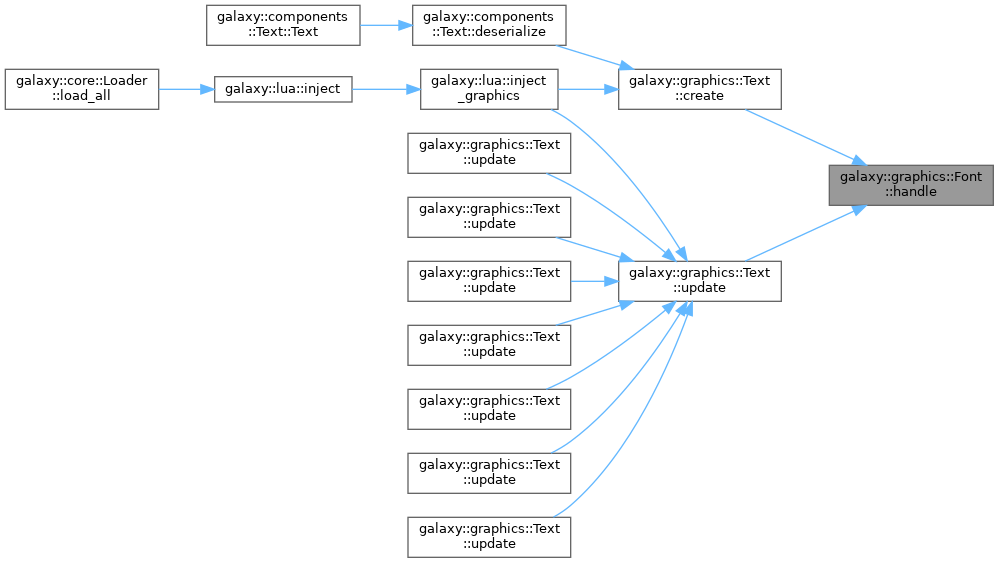 galaxy::components
::Text::Text
galaxy::components
::Text::deserialize
galaxy::core::Loader
::load_all
galaxy::lua::inject
galaxy::lua::inject
_graphics
galaxy::graphics::Text
::create
galaxy::graphics::Text
::update
galaxy::graphics::Font
::handle
galaxy::graphics::Text
::update
galaxy::graphics::Text
::update
galaxy::graphics::Text
::update
galaxy::graphics::Text
::update
galaxy::graphics::Text
::update
galaxy::graphics::Text
::update
galaxy::graphics::Text
::update